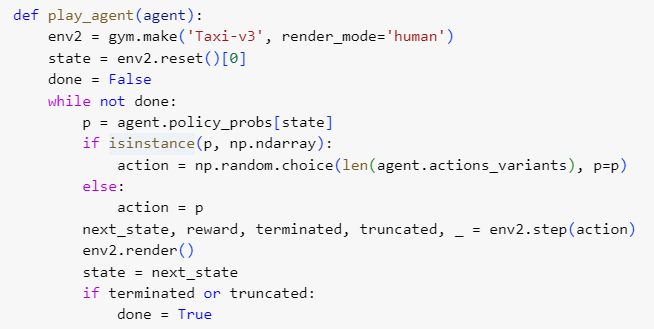 def play_agent(agent):
    env2 = gym.make('Taxi-v3', render_mode='human')
    state = env2.reset()[0]
    done = False
    while not done:
        p = agent.policy_probs[state]
        if isinstance(p, np.ndarray):
            action = np.random.choice(len(agent.actions_variants), p=p)
        else:
            action = p
        next_state, reward, terminated, truncated, _ = env2.step(action)
        env2.render()
        state = next_state
        if terminated or truncated:
            done = True